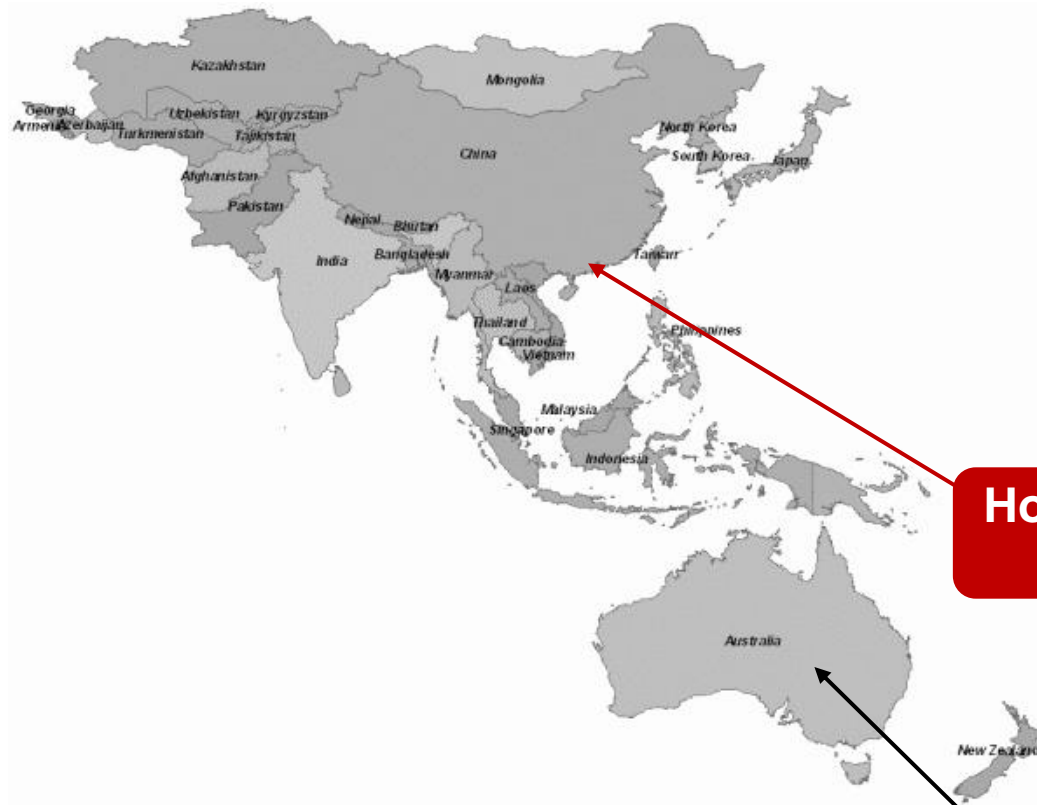 Kazakhstan
Mongolia
Georgia
Uzbekistan
Kyrgyzstan
Armenia
Azerbaijan
Turkmenistan
Tajikistan
North Korea
China
South Korea
Japan
Afghanistan
Pakistan
Nepal
Bhutan
India
Bangladesh
Taiwan
Myanmar
Laos
Thailand
Philippines
Cambodia
Vietnam
Malaysia
Singapore
Indonesia
Ho
Australia
New Zealand